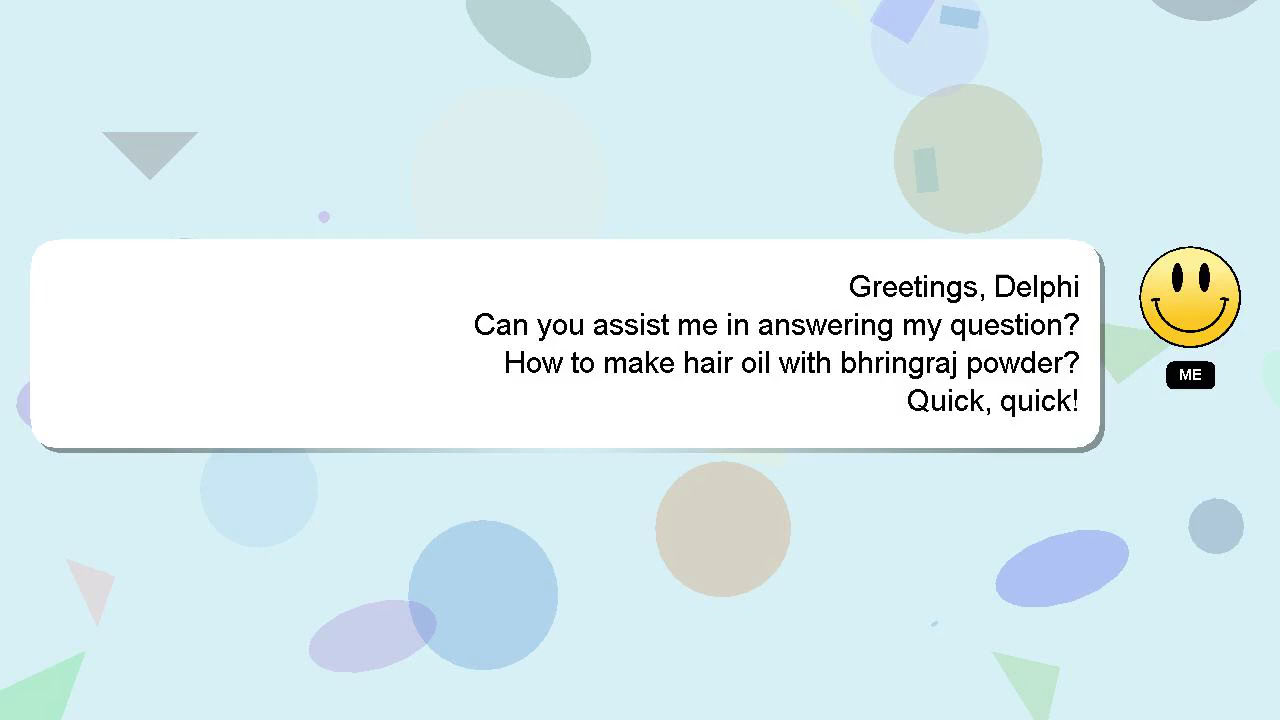 Greetings, Delphi
Can you assist me in answering my question?
How to make hair oil with bhringraj powder?
Quick, quick!
ME